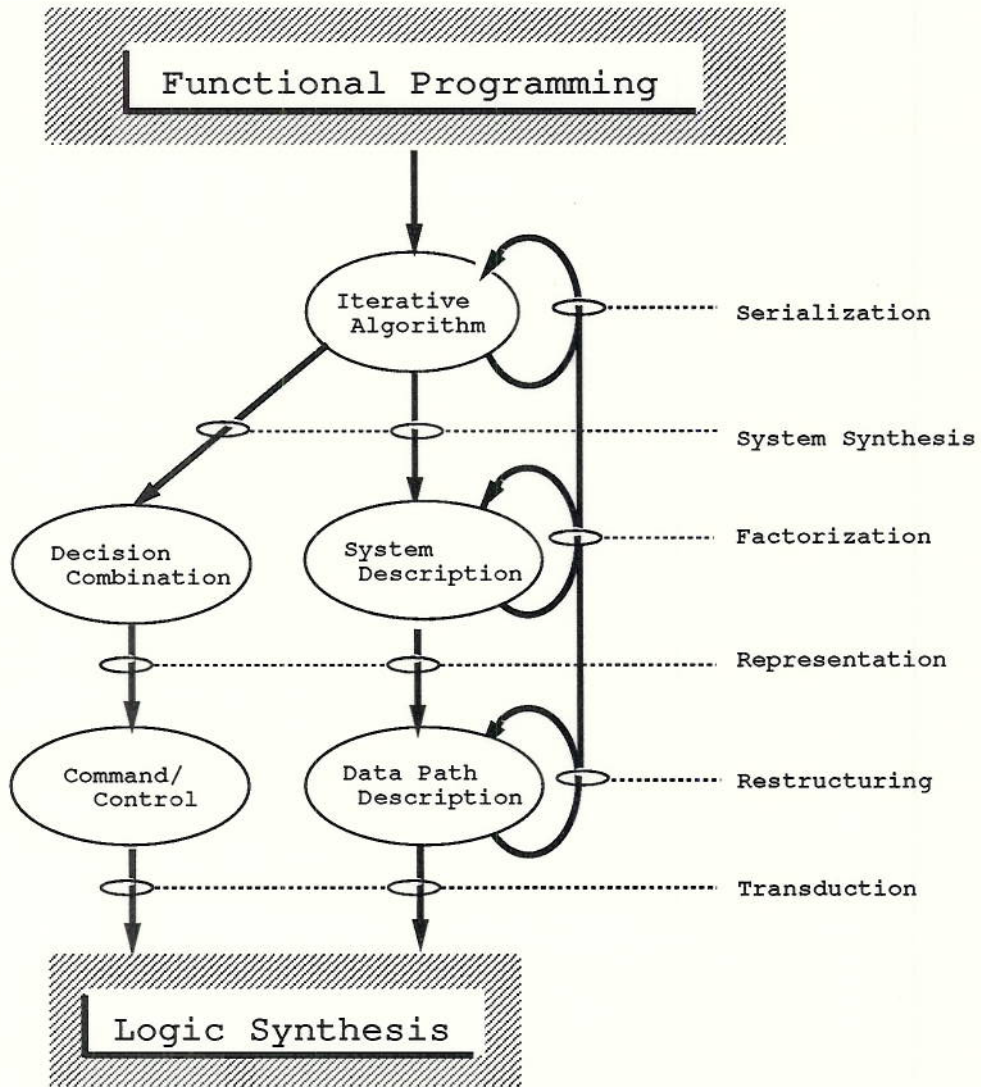 Functional Programming
Iterative
Algorithm
Serialization
System Synthesis
Decision
Combination
System
Description
Factorization
Representation
Command/
Control
Data Path
Description
Restructuring
Transduction
Logic Synthesis